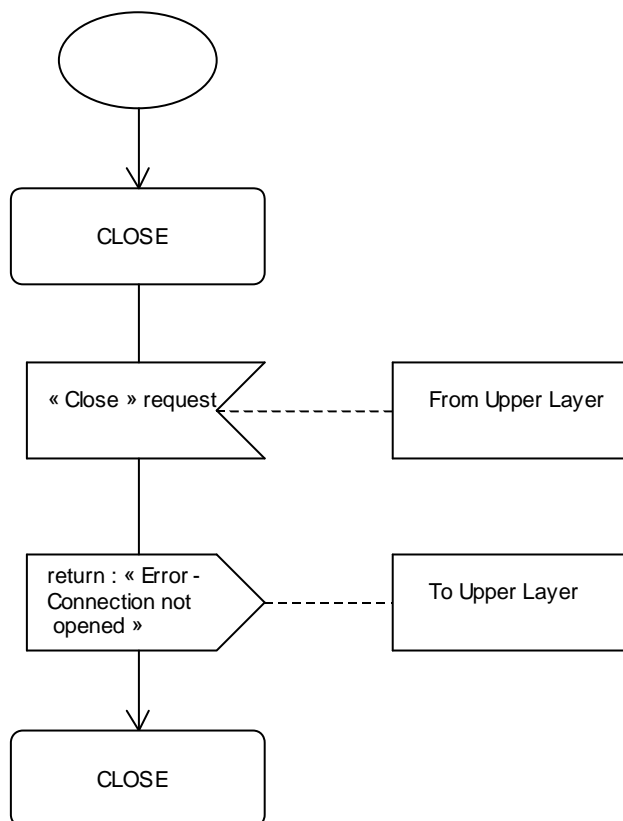 CLOSE
« Close » request
From Upper Layer
return : « Error -
Connection not
opened »
To Upper Layer
CLOSE